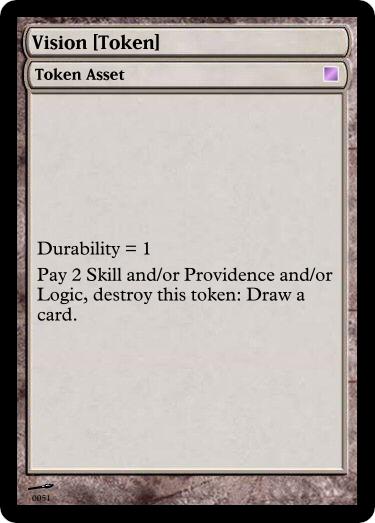 Vision [Token]
Token Asset
Durability = 1
Pay 2 Skill and/or Providence and/or
Logic, destroy this token: Draw a
card.
0051